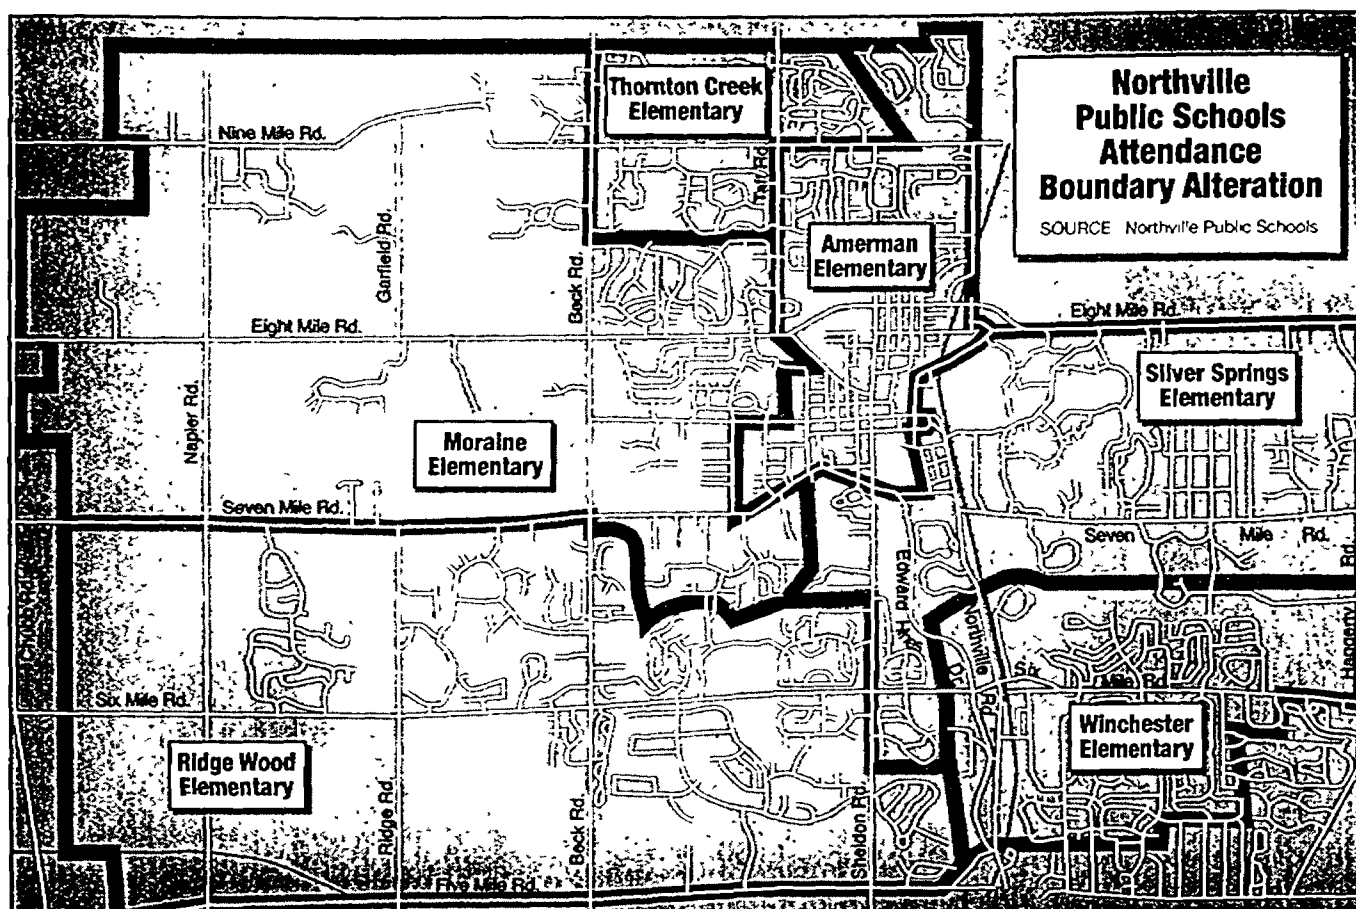 Northville
Public Schools
Attendance
Boundary Alteration
SOURCE Northville Public Schools
Thornton Creek
Elementary
Nine Mile Rd.
Taft Rd.
Amerman
Elementary
Garfield Rd.
Beck Rd.
Eight Mile Rd.
Eight Mile Rd.
Silver Springs
Elementary
Napier Rd.
Moraine
Elementary
Seven Mile Rd.
Seven Mile Rd.
Rd.
Haggerty
Edward
Northville Rd
Six
Mile Rd
Six Mile Rd.
Winchester
Elementary
Ridge Wood
Elementary
Ridge Rd.
Beck Rd.
Sheldon Rd.
Five Mile Rd.